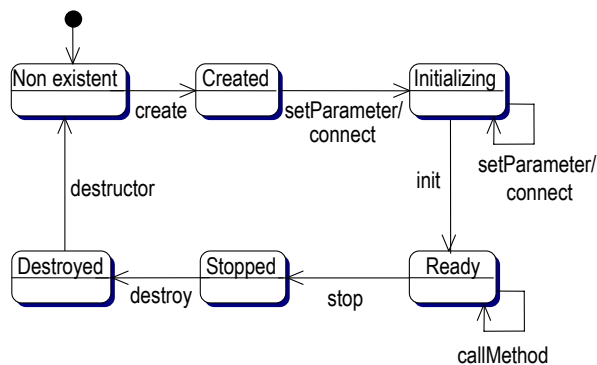 Non existent
Created
Initializing
create
setParameter/
connect
setParameter/
connect
init
destructor
Destroyed
Stopped
Ready
destroy
stop
callMethod